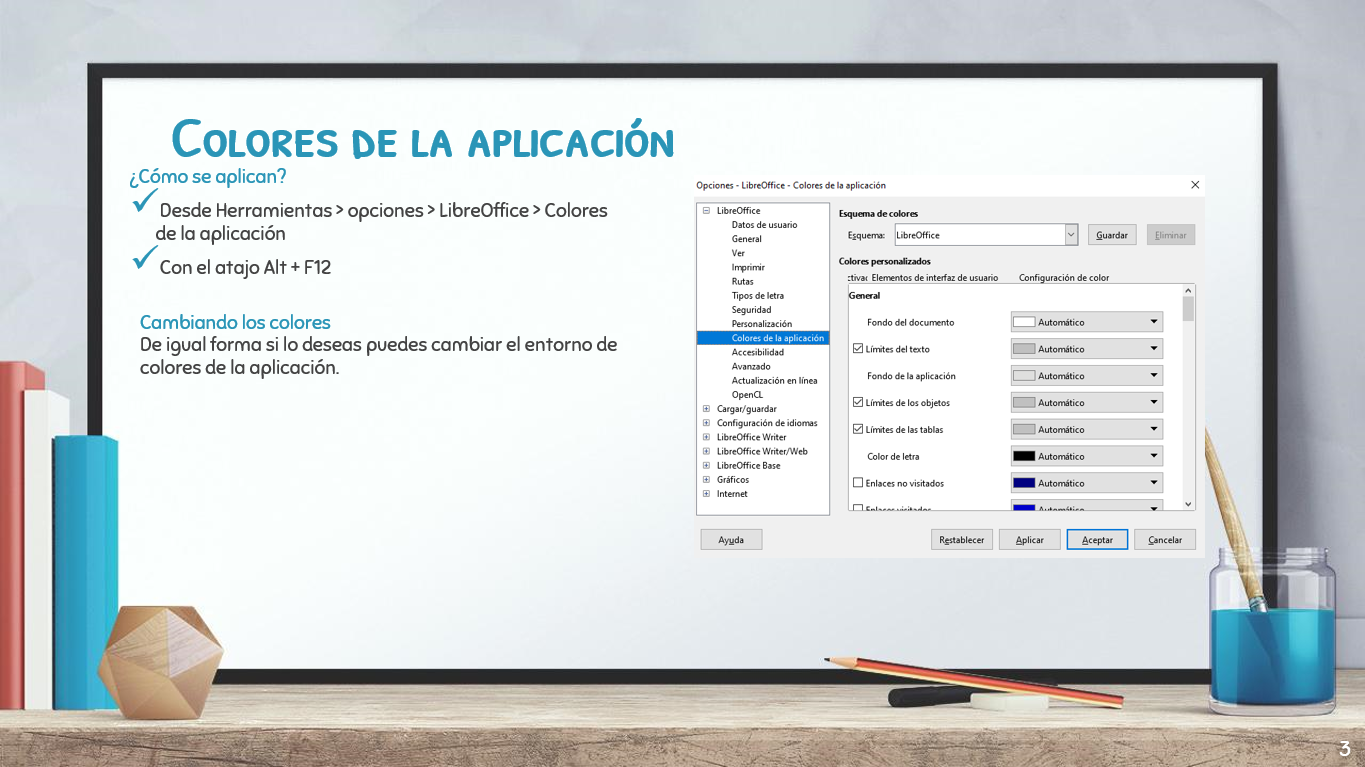 Colores de la aplicación
¿Cómo se aplican?
Desde Herramientas > opciones > LibreOffice > Colores
de la aplicación
Con el atajo Alt + F12
Cambiando los colores
De igual forma si lo deseas puedes cambiar el entorno de
colores de la aplicación.
Opciones - LibreOffice - Colores de la aplicación
LibreOffice
Datos de usuario
General
Ver
Imprimir
Rutas
Tipos de letra
Seguridad
Personalización
Colores de la aplicación
Accesibilidad
Avanzado
Actualización en línea
OpenCL
Cargar/guardar
Configuración de idiomas
LibreOffice Writer
LibreOffice Writer/Web
LibreOffice Base
Gráficos
Internet
Esquema de colores
Esquema: LibreOffice Guardar Eliminar
Colores personalizados
Elementos de interfaz de usuario Configuración de color
General
Fondo del documento Automático
Límites del texto Automático
Fondo de la aplicación Automático
Límites de los objetos Automático
Límites de las tablas Automático
Color de letra Automático
Enlaces no visitados Automático
Enlaces visitados Automático
Ayuda Restablecer Aplicar Aceptar Cancelar
3